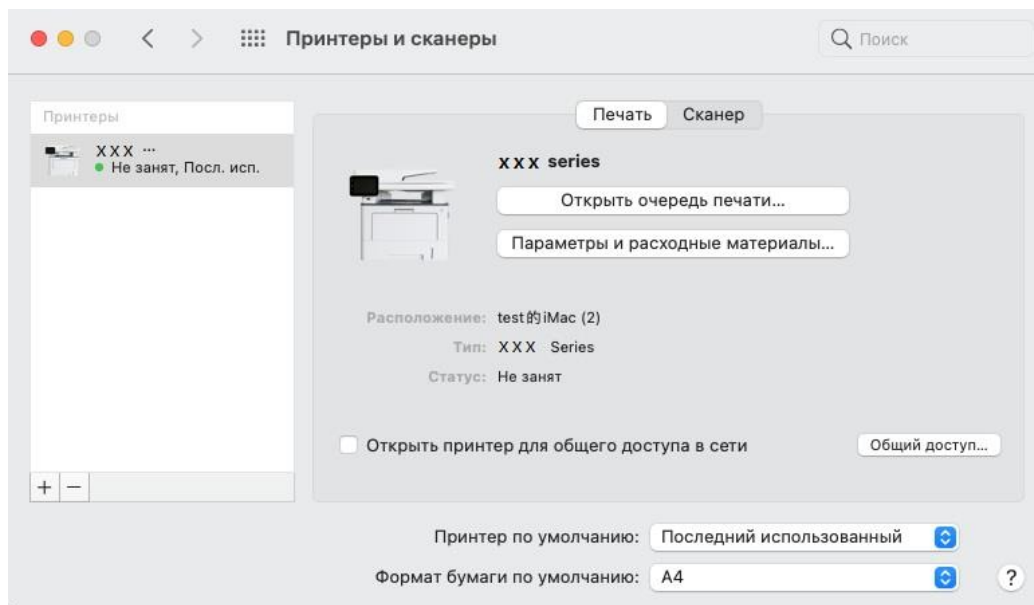 Принтеры и сканеры
Поиск
Принтеры
XXX ...
Не занят, Посл. исп.
Печать Сканер
XXX series
Открыть очередь печати...
Параметры и расходные материалы...
Расположение: test的iMac (2)
Тип: XXX Series
Статус: Не занят
Открыть принтер для общего доступа в сети
Общий доступ...
+ −
Принтер по умолчанию: Последний использованный
Формат бумаги по умолчанию: A4
?